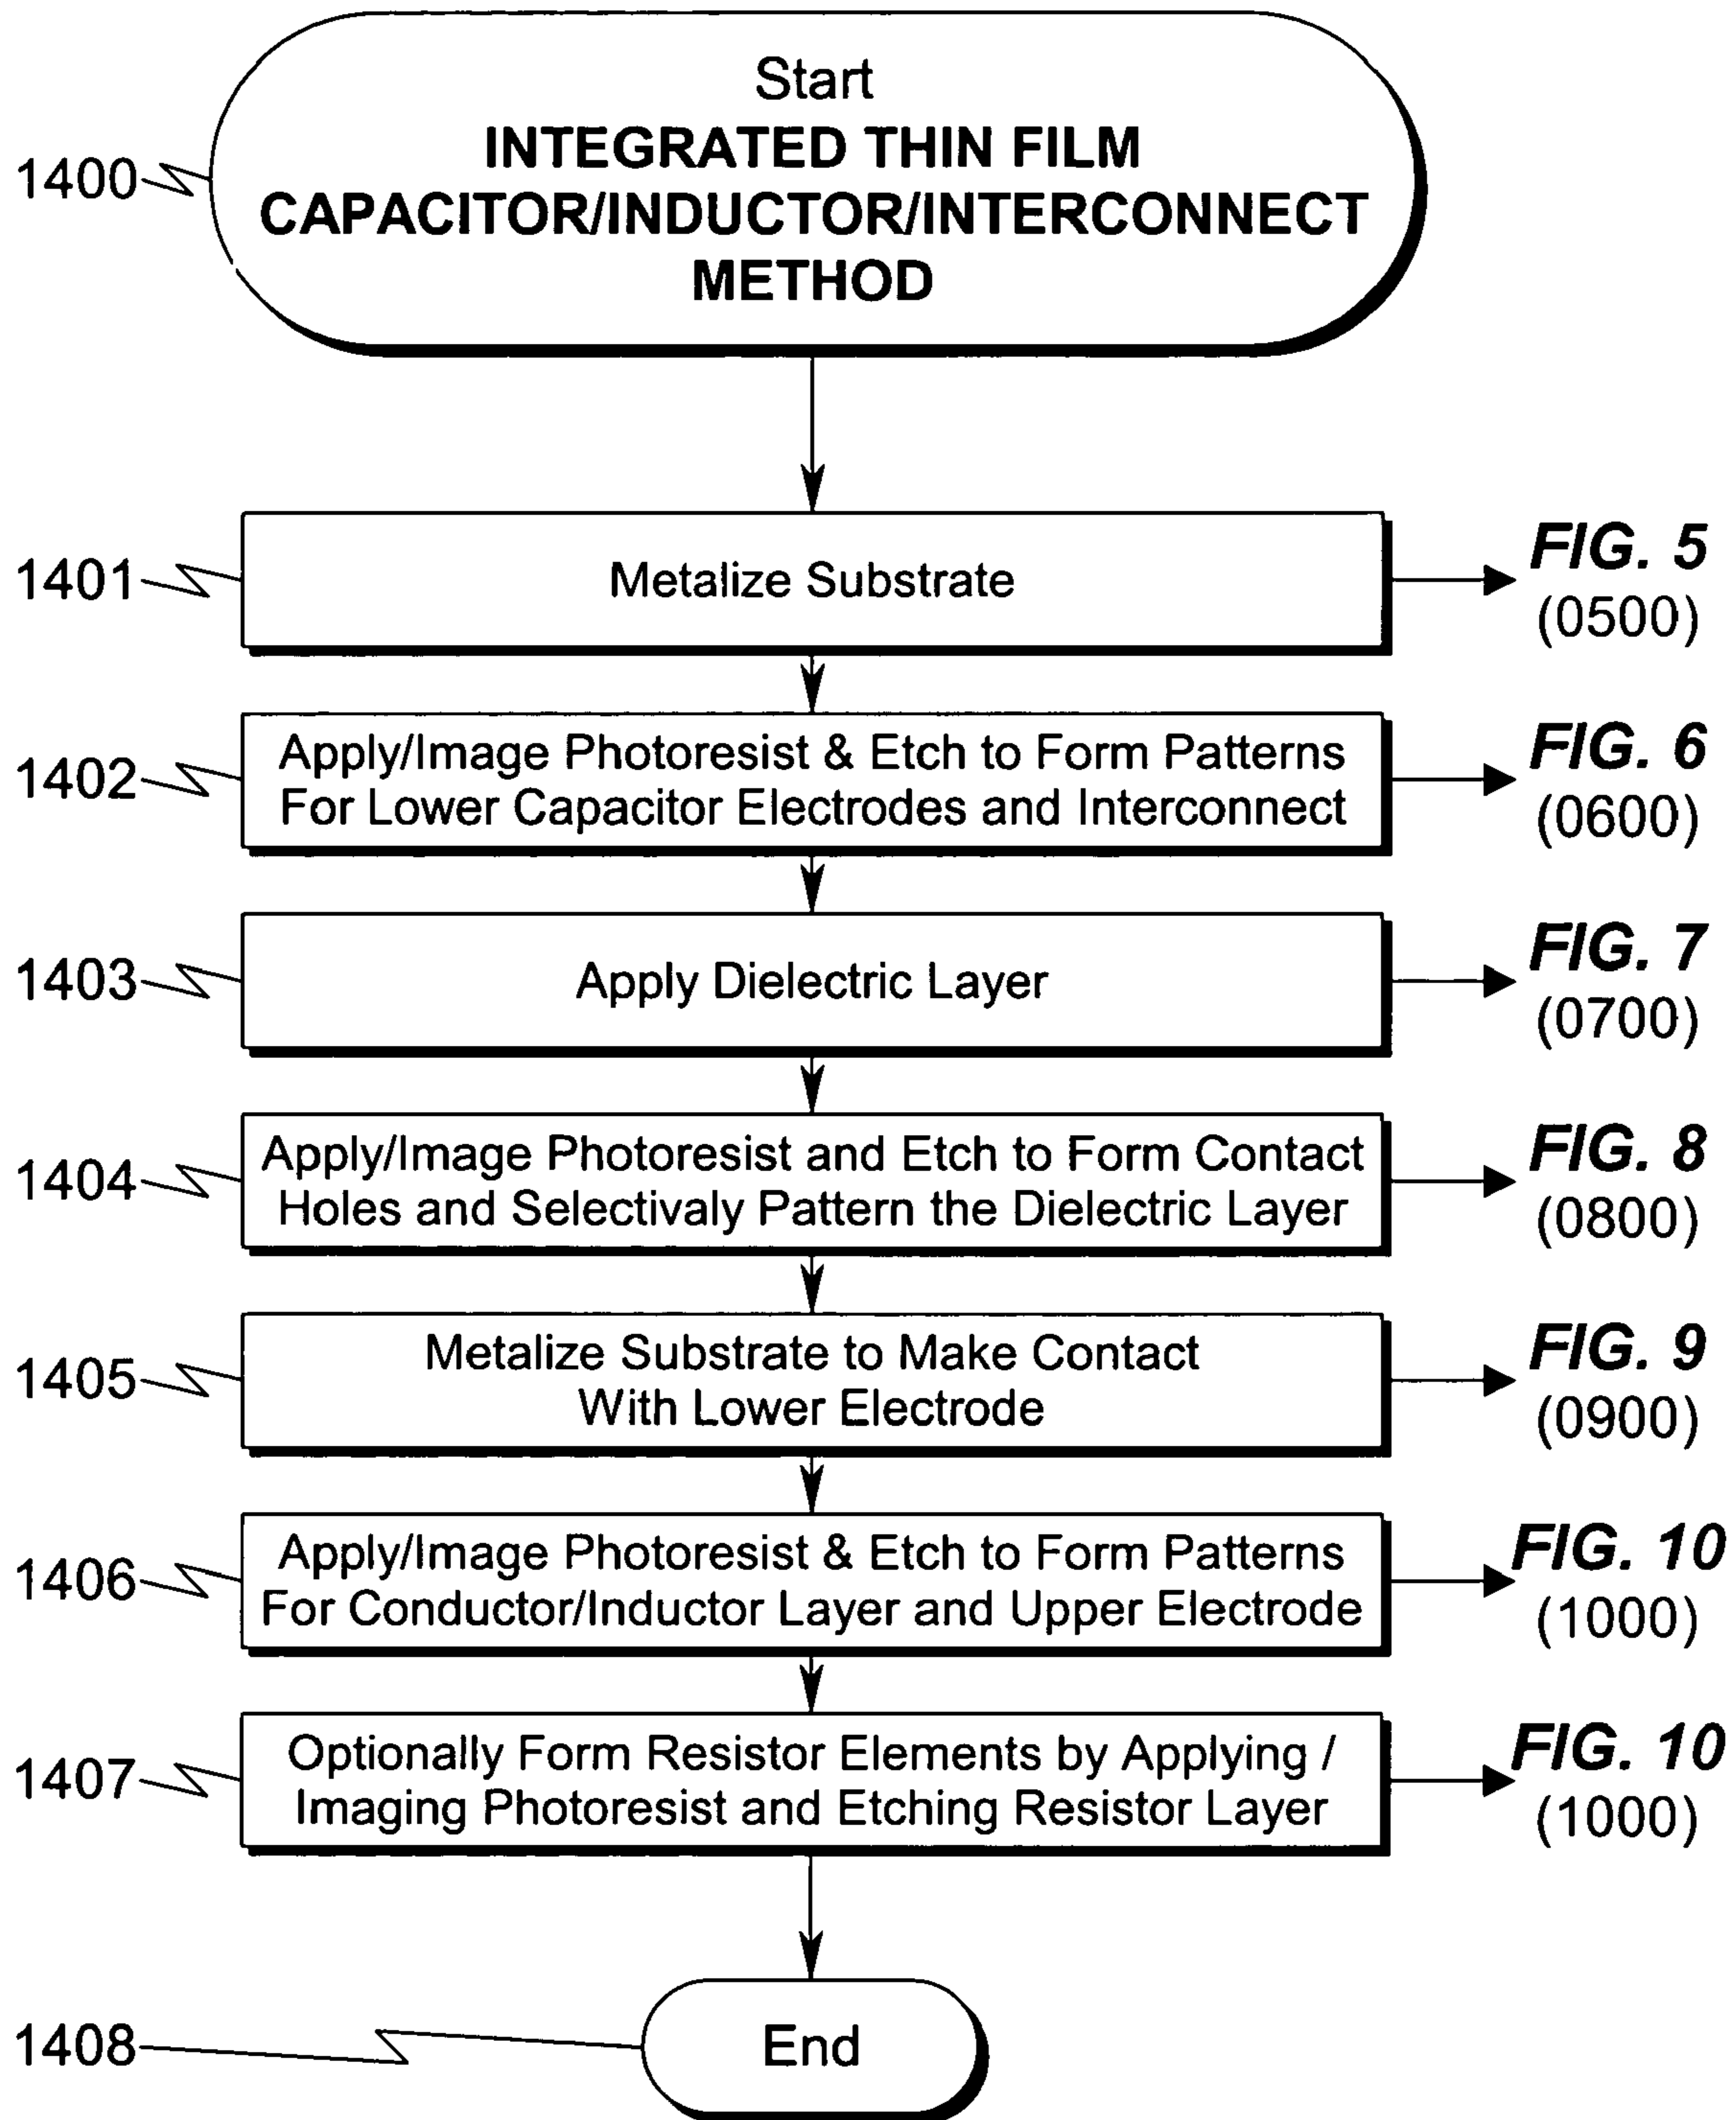 Start
INTEGRATED THIN FILM
CAPACITOR/INDUCTOR/INTERCONNECT
METHOD
1400
1401
Metalize Substrate
FIG. 5
(0500)
1402
Apply/Image Photoresist & Etch to Form Patterns
For Lower Capacitor Electrodes and Interconnect
FIG. 6
(0600)
1403
Apply Dielectric Layer
FIG. 7
(0700)
1404
Apply/Image Photoresist and Etch to Form Contact
Holes and Selectivaly Pattern the Dielectric Layer
FIG. 8
(0800)
1405
Metalize Substrate to Make Contact
With Lower Electrode
FIG. 9
(0900)
1406
Apply/Image Photoresist & Etch to Form Patterns
For Conductor/Inductor Layer and Upper Electrode
FIG. 10
(1000)
1407
Optionally Form Resistor Elements by Applying /
Imaging Photoresist and Etching Resistor Layer
FIG. 10
(1000)
1408
End